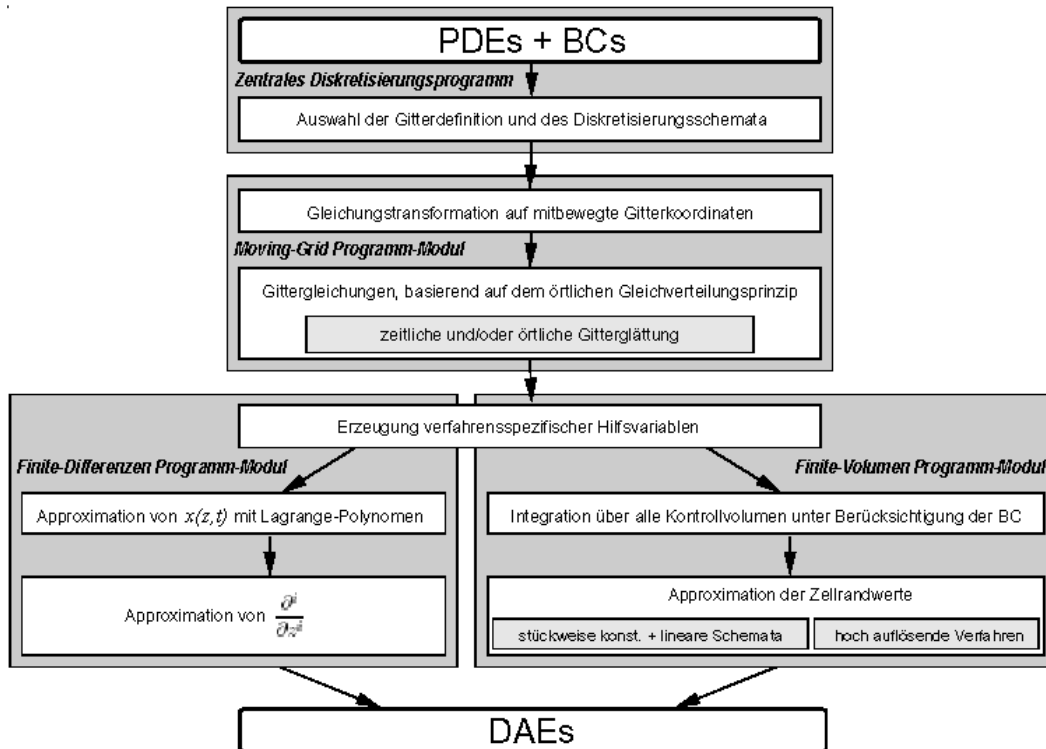 PDEs + BCs
Zentrales Diskretisierungsprogramm
Auswahl der Gitterdefinition und des Diskretisierungsschemata
Gleichungstransformation auf mitbewegte Gitterkoordinaten
Moving-Grid Programm-Modul
Gittergleichungen, basierend auf dem örtlichen Gleichverteilungsprinzip
zeitliche und/oder örtliche Gitterglättung
Erzeugung verfahrensspezifischer Hilfsvariablen
Finite-Differenzen Programm-Modul
Finite-Volumen Programm-Modul
Approximation von x(z,t) mit Lagrange-Polynomen
Integration über alle Kontrollvolumen unter Berücksichtigung der BC
Approximation von
Approximation der Zellrandwerte
stückweise konst. + lineare Schemata
hoch auflösende Verfahren
DAEs